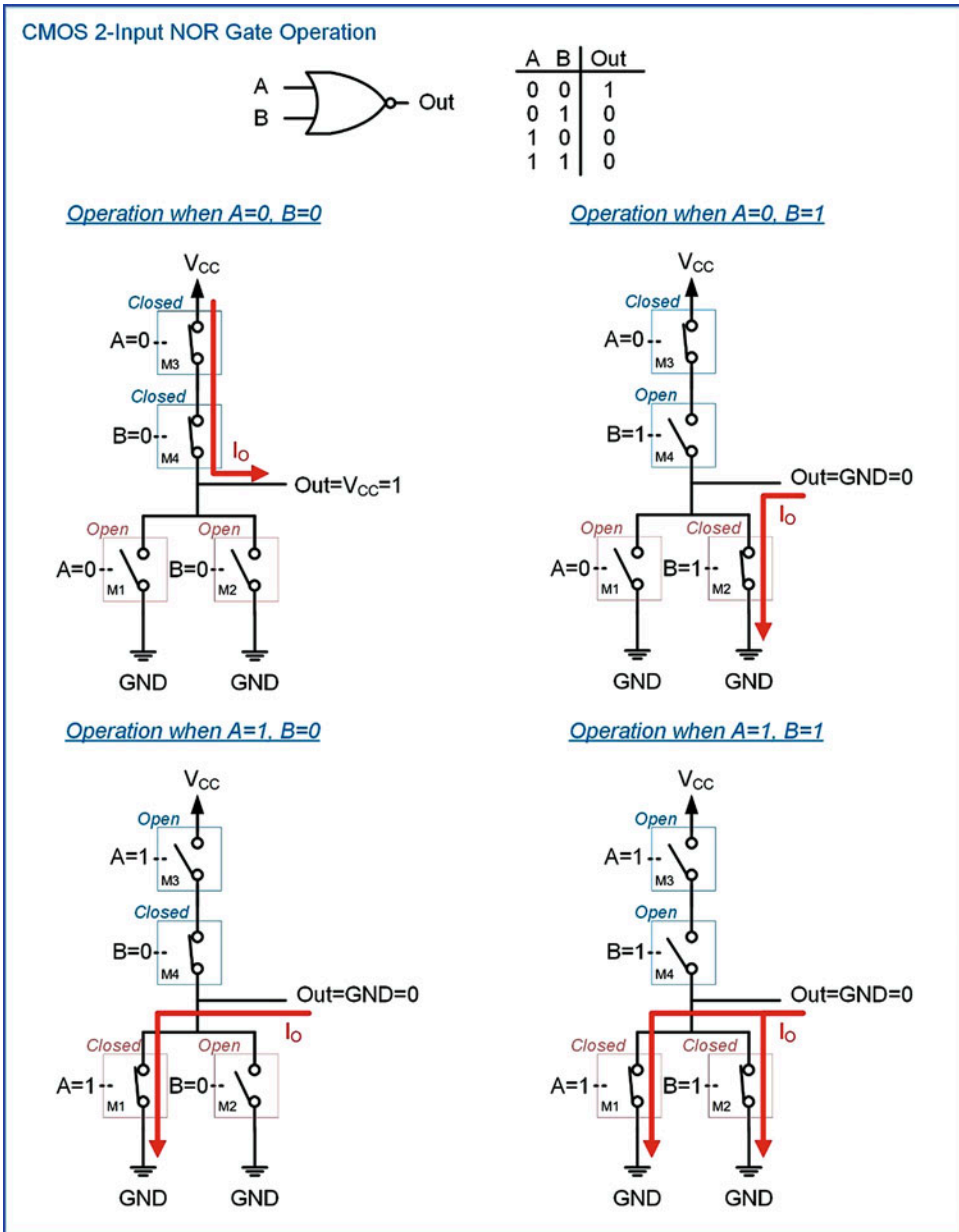 CMOS 2-Input NOR Gate Operation
A
B
Out
A B Out
0 0 1
0 1 0
1 0 0
1 1 0
Operation when A=0, B=0
VCC
Closed
A=0
M3
Closed
B=0
M4
IO
Out=VCC=1
Open
Open
A=0
M1
B=0
M2
GND
GND
Operation when A=0, B=1
VCC
Closed
A=0
M3
Open
B=1
M4
Out=GND=0
IO
Open
Closed
A=0
M1
B=1
M2
GND
GND
Operation when A=1, B=0
VCC
Open
A=1
M3
Closed
B=0
M4
Out=GND=0
IO
Closed
Open
A=1
M1
B=0
M2
GND
GND
Operation when A=1, B=1
VCC
Open
A=1
M3
Open
B=1
M4
Out=GND=0
IO
Closed
Closed
A=1
M1
B=1
M2
GND
GND